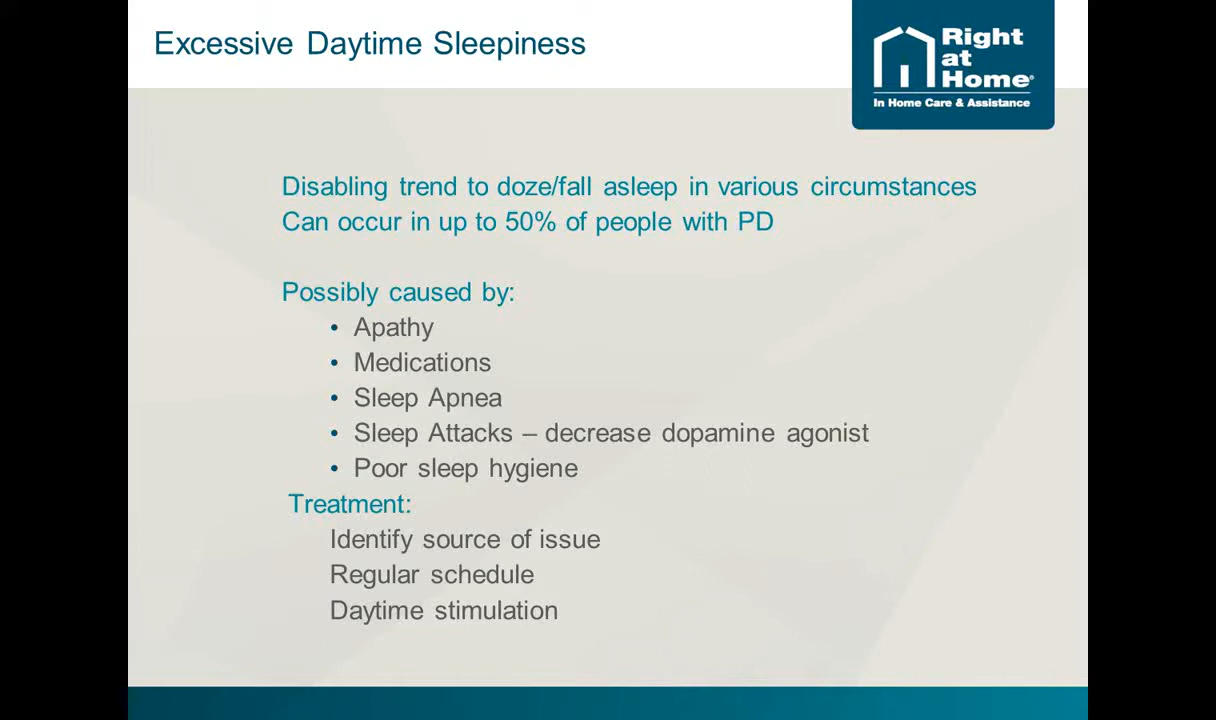 Excessive Daytime Sleepiness
Right
at
Home®
In Home Care & Assistance
Disabling trend to doze/fall asleep in various circumstances
Can occur in up to 50% of people with PD
Possibly caused by:
• Apathy
• Medications
• Sleep Apnea
• Sleep Attacks – decrease dopamine agonist
• Poor sleep hygiene
Treatment:
Identify source of issue
Regular schedule
Daytime stimulation